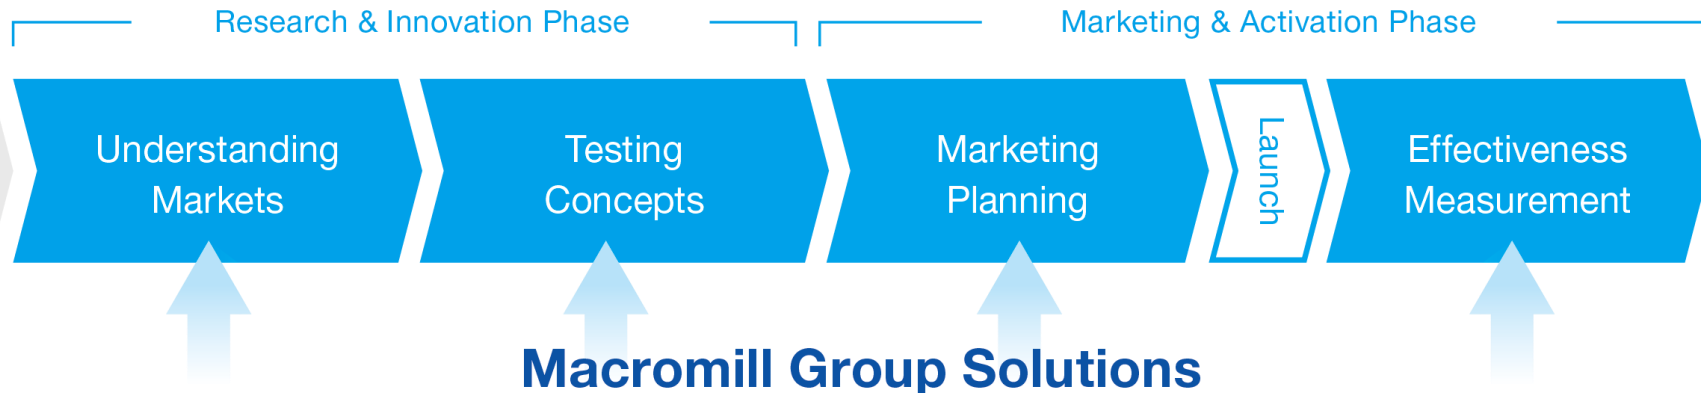 Research & Innovation Phase
Marketing & Activation Phase
Understanding
Markets
Testing
Concepts
Marketing
Planning
Launch
Effectiveness
Measurement
Macromill Group Solutions